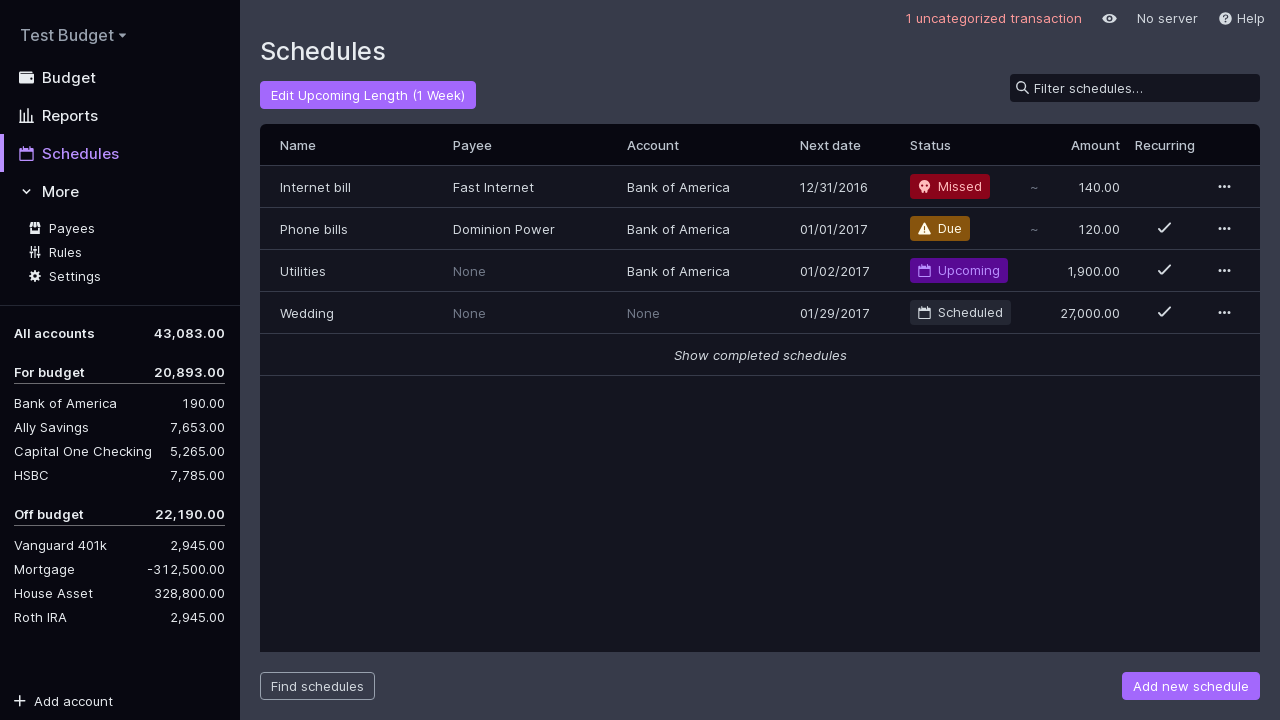 Test Budget
Budget
Reports
Schedules
More
Payees
Rules
Settings
All accounts 43,083.00
For budget 20,893.00
Bank of America 190.00
Ally Savings 7,653.00
Capital One Checking 5,265.00
HSBC 7,785.00
Off budget 22,190.00
Vanguard 401k 2,945.00
Mortgage -312,500.00
House Asset 328,800.00
Roth IRA 2,945.00
Add account
1 uncategorized transaction No server Help
Schedules
Edit Upcoming Length (1 Week)
Filter schedules…
Name Payee Account Next date Status Amount Recurring
Internet bill Fast Internet Bank of America 12/31/2016 Missed ~ 140.00
Phone bills Dominion Power Bank of America 01/01/2017 Due ~ 120.00
Utilities None Bank of America 01/02/2017 Upcoming 1,900.00
Wedding None None 01/29/2017 Scheduled 27,000.00
Show completed schedules
Find schedules
Add new schedule